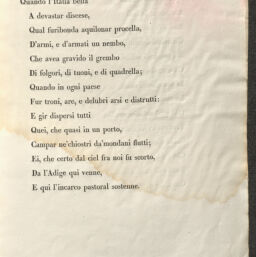 Quando l'Italia bella
A devastar discese,
Qual furibonda aquilonar procella,
D'armi, e d'armati un nembo,
Che avea gravido il grembo
Di folgori, di tuoni, e di quadrella;
Quando in ogni paese
Fur troni, are, e delubri arsi e distrutti:
E gir dispersi tutti
Quei, che quasi in un porto,
Campar ne'chiostri da'mondani flutti;
Ei, che certo dal ciel fra noi fu scorto,
Da l'Adige qui venne,
E qui l'incarco pastoral sostenne.